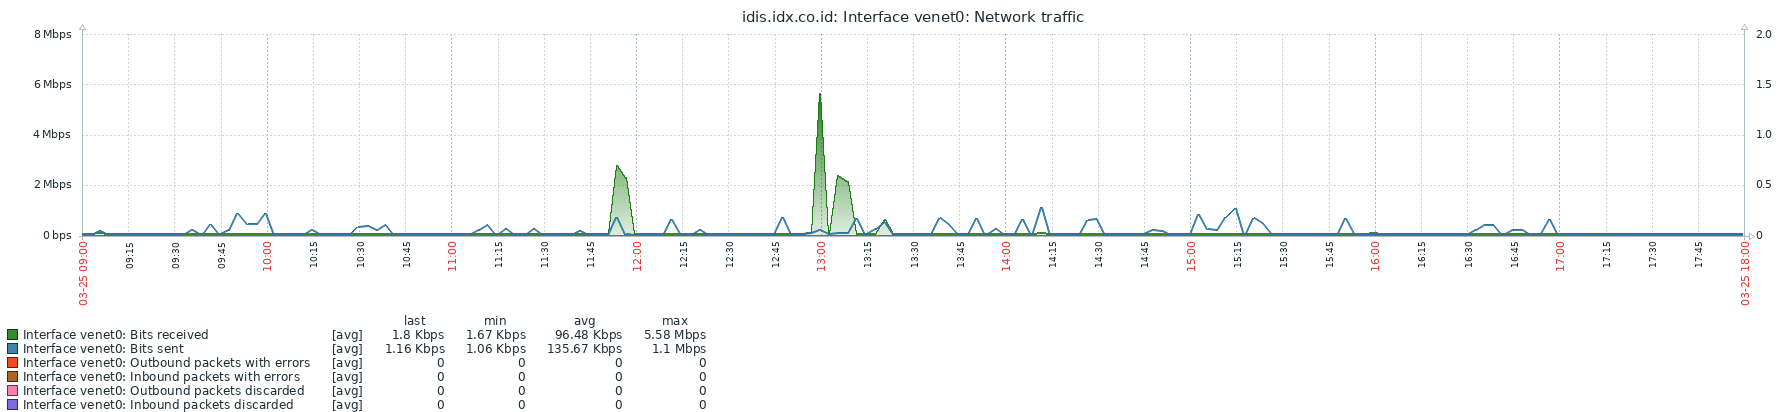 idis.idx.co.id: Interface venet0: Network traffic
8 Mbps 2.0
6 Mbps 1.5
4 Mbps 1.0
2 Mbps 0.5
0 bps 0
03-25 09:00 09:15 09:30 09:45 10:00 10:15 10:30 10:45 11:00 11:15 11:30 11:45 12:00 12:15 12:30 12:45 13:00 13:15 13:30 13:45 14:00 14:15 14:30 14:45 15:00 15:15 15:30 15:45 16:00 16:15 16:30 16:45 17:00 17:15 17:30 17:45 03-25 18:00
last min avg max
Interface venet0: Bits received [avg] 1.8 Kbps 1.67 Kbps 96.48 Kbps 5.58 Mbps
Interface venet0: Bits sent [avg] 1.16 Kbps 1.06 Kbps 135.67 Kbps 1.1 Mbps
Interface venet0: Outbound packets with errors [avg] 0 0 0 0
Interface venet0: Inbound packets with errors [avg] 0 0 0 0
Interface venet0: Outbound packets discarded [avg] 0 0 0 0
Interface venet0: Inbound packets discarded [avg] 0 0 0 0